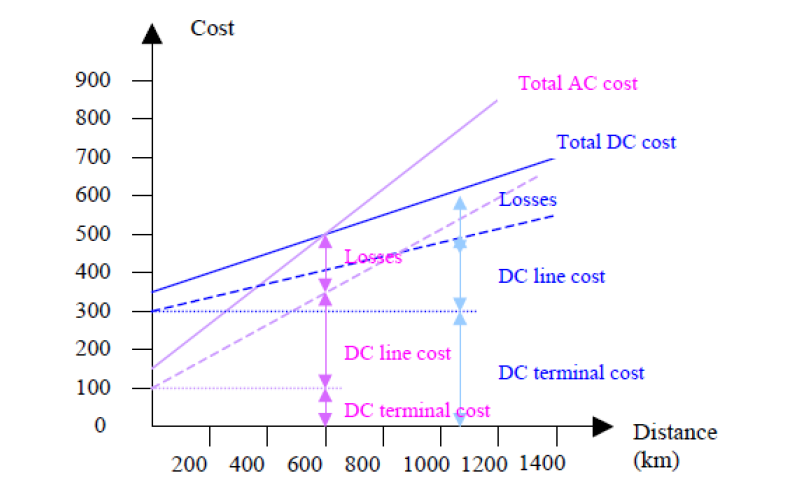 Cost
900
Total AC cost
800
700
Total DC cost
600
Losses
500
Losses
400
DC line cost
300
200
DC line cost
DC terminal cost
100
DC terminal cost
0
Distance
(km)
200 400 600 800 1000 1200 1400